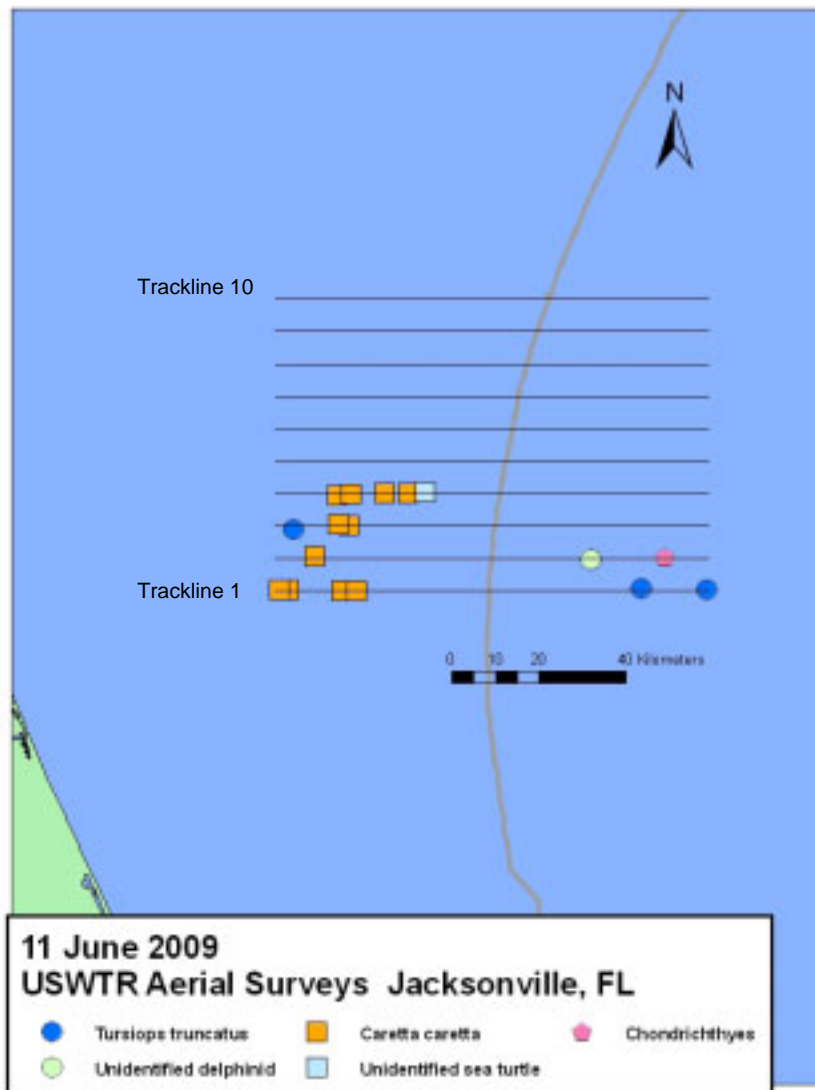 N
Trackline 10
Trackline 1
0 10 20 40 Kilometers
11 June 2009
USWTR Aerial Surveys Jacksonville, FL
Tursiops truncatus Caretta caretta Chondrichthyes
Unidentified delphinid Unidentified sea turtle